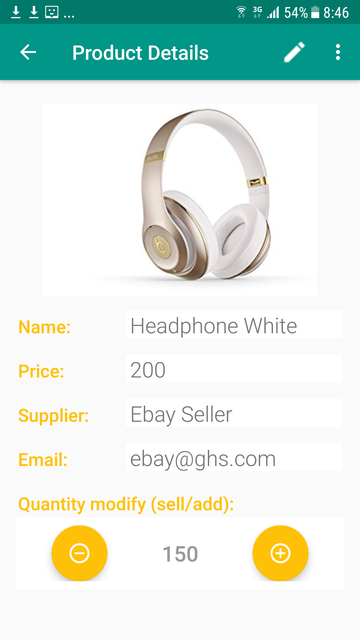 ... 3G 54% 8:46
Product Details
Name: Headphone White
Price: 200
Supplier: Ebay Seller
Email: ebay@ghs.com
Quantity modify (sell/add):
150